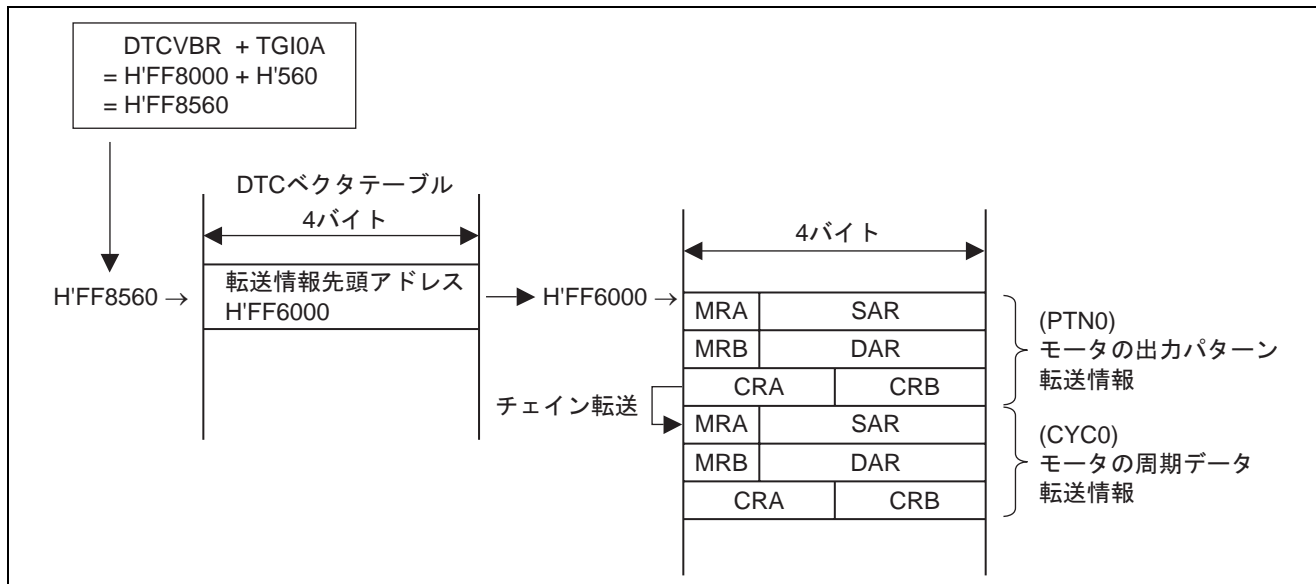 DTCVBR + TGI0A
= H'FF8000 + H'560
= H'FF8560
DTCベクタテーブル
4バイト
H'FF8560 →
転送情報先頭アドレス
H'FF6000
H'FF6000 →
4バイト
MRA SAR
MRB DAR
CRA CRB
チェイン転送
MRA SAR
MRB DAR
CRA CRB
(PTN0)
モータの出力パターン
転送情報
(CYC0)
モータの周期データ
転送情報